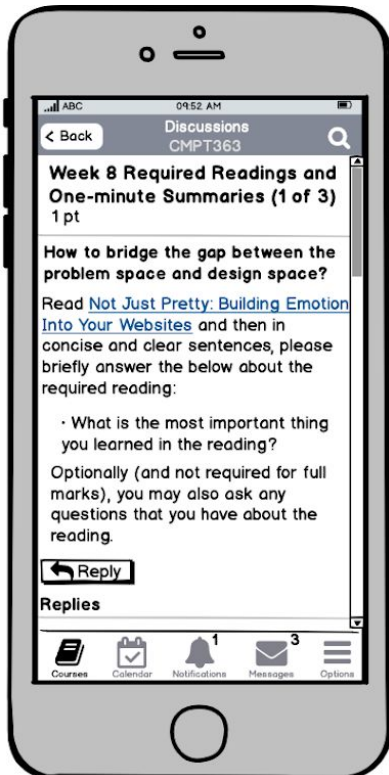 ABC 09:52 AM
< Back Discussions
CMPT363
Week 8 Required Readings and
One-minute Summaries (1 of 3)
1 pt
How to bridge the gap between the
problem space and design space?
Read Not Just Pretty: Building Emotion
Into Your Websites and then in
concise and clear sentences, please
briefly answer the below about the
required reading:
· What is the most important thing
you learned in the reading?
Optionally (and not required for full
marks), you may also ask any
questions that you have about the
reading.
Reply
Replies
1 3
Courses Calendar Notifications Messages Options